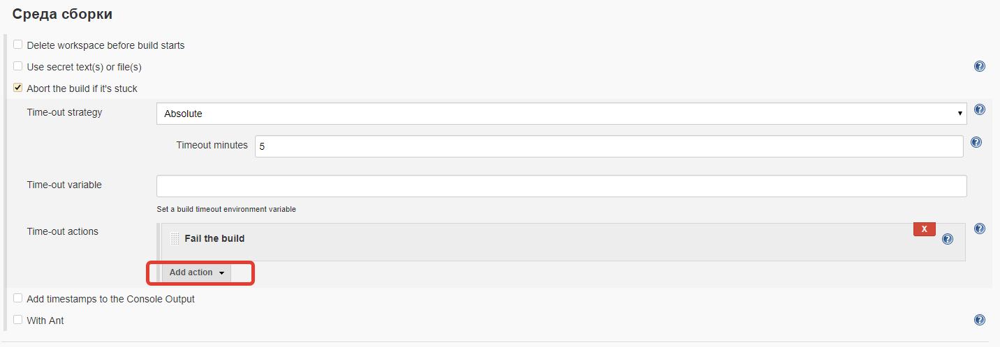 Среда сборки
Delete workspace before build starts
Use secret text(s) or file(s)
?
Abort the build if it's stuck
Time-out strategy
Absolute
?
Timeout minutes
5
?
Time-out variable
Set a build timeout environment variable
Time-out actions
Fail the build
X
?
?
Add action
Add timestamps to the Console Output
With Ant
?